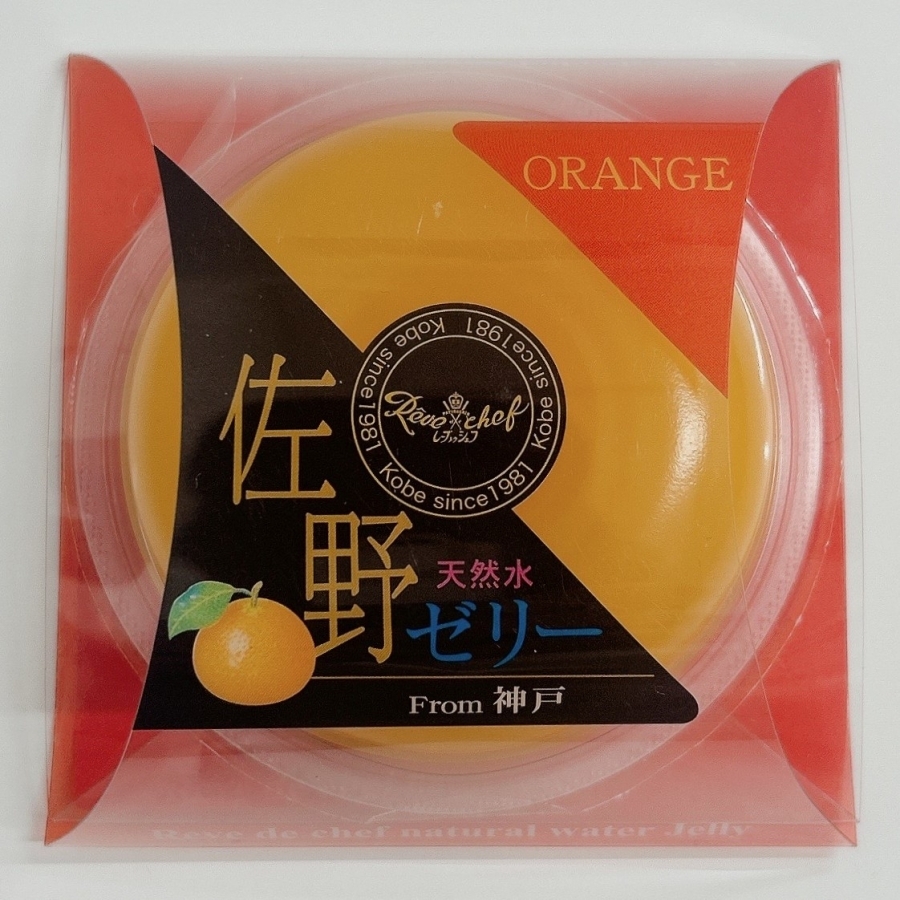 ORANGE
Kobe since1981 Kobe since1981 Kobe since1981
Rêve chef
レーヴシェフ
佐野
天然水
ゼリー
From 神戸
Reve de chef natural water Jelly